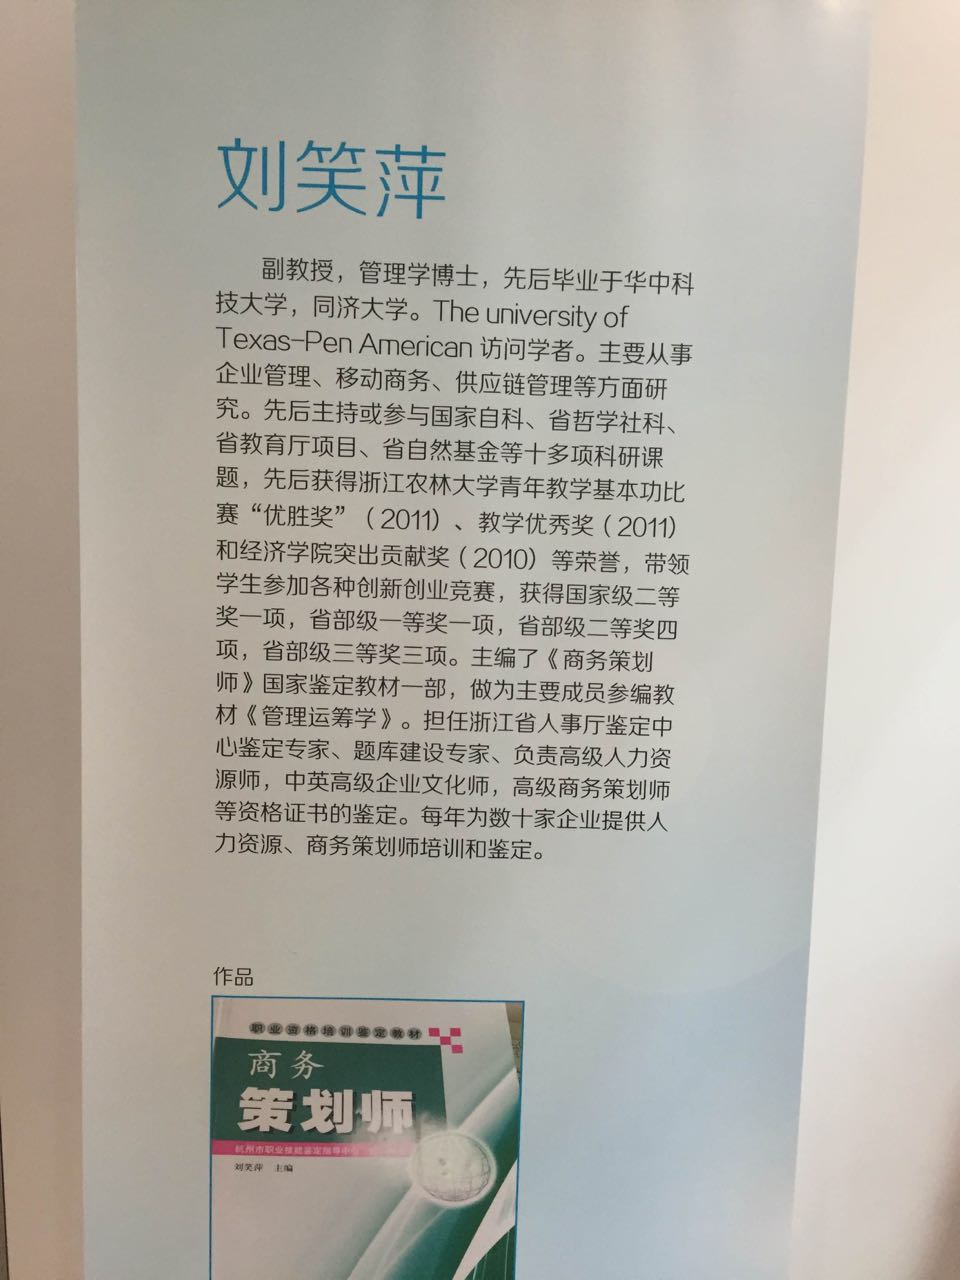 刘笑萍
副教授，管理学博士，先后毕业于华中科
技大学，同济大学。The university of
Texas-Pen American 访问学者。主要从事
企业管理、移动商务、供应链管理等方面研
究。先后主持或参与国家自科、省哲学社科、
省教育厅项目、省自然基金等十多项科研课
题，先后获得浙江农林大学青年教学基本功比
赛“优胜奖”（2011）、教学优秀奖（2011）
和经济学院突出贡献奖（2010）等荣誉，带领
学生参加各种创新创业竞赛，获得国家级二等
奖一项，省部级一等奖一项，省部级二等奖四
项，省部级三等奖三项。主编了《商务策划
师》国家鉴定教材一部，做为主要成员参编教
材《管理运筹学》。担任浙江省人事厅鉴定中
心鉴定专家、题库建设专家、负责高级人力资
源师，中英高级企业文化师，高级商务策划师
等资格证书的鉴定。每年为数十家企业提供人
力资源、商务策划师培训和鉴定。
作品
职业资格培训鉴定教材
商务
策划师
杭州市职业技能鉴定指导中心
刘笑萍 主编